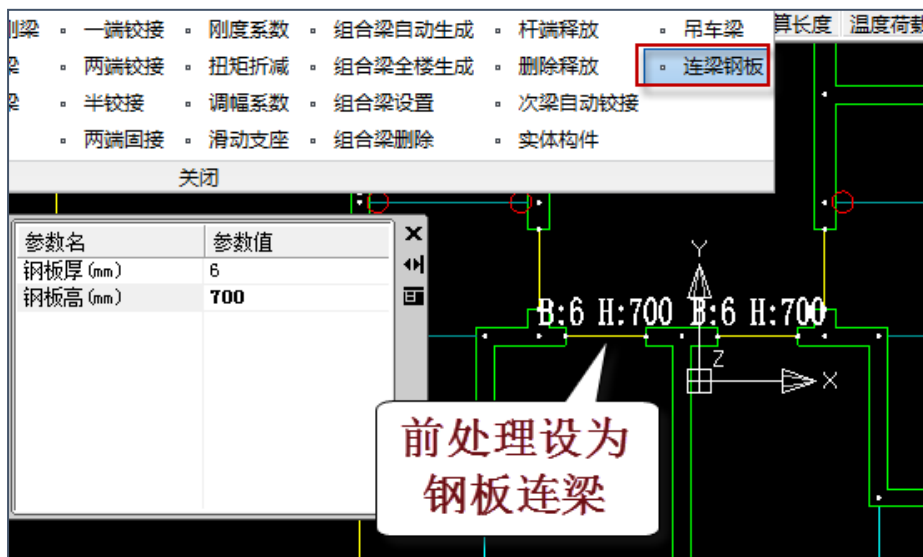 刚梁 一端铰接 刚度系数 组合梁自动生成 杆端释放 吊车梁
梁 两端铰接 扭矩折减 组合梁全楼生成 删除释放 连梁钢板
梁 半铰接 调幅系数 组合梁设置 次梁自动铰接
两端固接 滑动支座 组合梁删除 实体构件
关闭
算长度 温度荷载
参数名 参数值
钢板厚(mm) 6
钢板高(mm) 700
Y
B:6 H:700 B:6 H:700
Z
X
前处理设为
钢板连梁